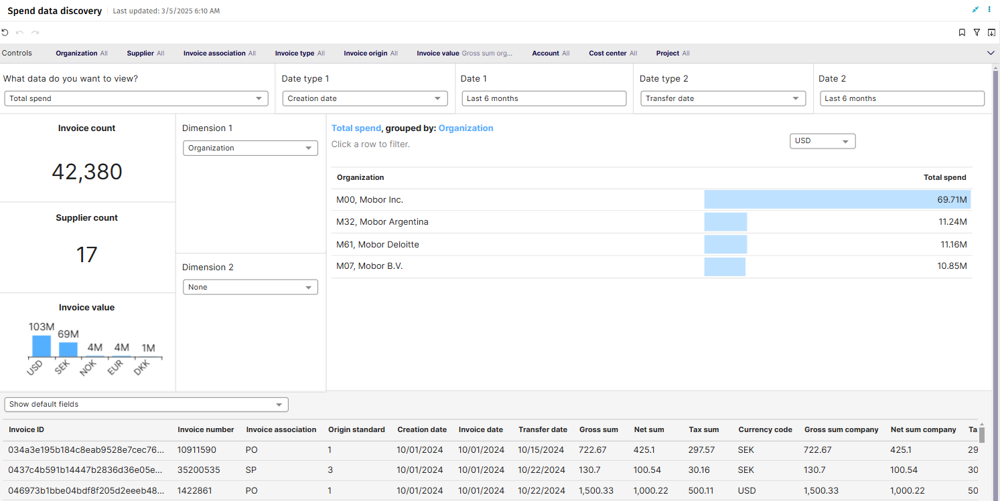 Spend data discovery Last updated: 3/5/2025 6:10 AM
Controls Organization All Supplier All Invoice association All Invoice type All Invoice origin All Invoice value Gross sum org... Account All Cost center All Project All
What data do you want to view? Date type 1 Date 1 Date type 2 Date 2
Total spend Creation date Last 6 months Transfer date Last 6 months
Invoice count
42,380
Supplier count
17
Invoice value
103M 69M 4M 4M 1M
USD SEK NOK EUR DKK
Dimension 1
Organization
Dimension 2
None
Total spend, grouped by: Organization
Click a row to filter.
USD
Organization Total spend
M00, Mobor Inc. 69.71M
M32, Mobor Argentina 11.24M
M61, Mobor Deloitte 11.16M
M07, Mobor B.V. 10.85M
Show default fields
Invoice ID Invoice number Invoice association Origin standard Creation date Invoice date Transfer date Gross sum Net sum Tax sum Currency code Gross sum company Net sum company Ta
034a3e195b184c8eab9528e7cec76... 10911590 PO 1 10/01/2024 10/01/2024 10/15/2024 722.67 425.1 297.57 SEK 722.67 425.1 29
0437c4b591b14447b2836d36e05e... 35200535 SP 3 10/01/2024 10/01/2024 10/22/2024 130.7 100.54 30.16 SEK 130.7 100.54 30
046973b1bbe04bdf8f205d2eeeb48... 1422861 PO 1 10/01/2024 10/01/2024 10/22/2024 1,500.33 1,000.22 500.11 USD 1,500.33 1,000.22 50